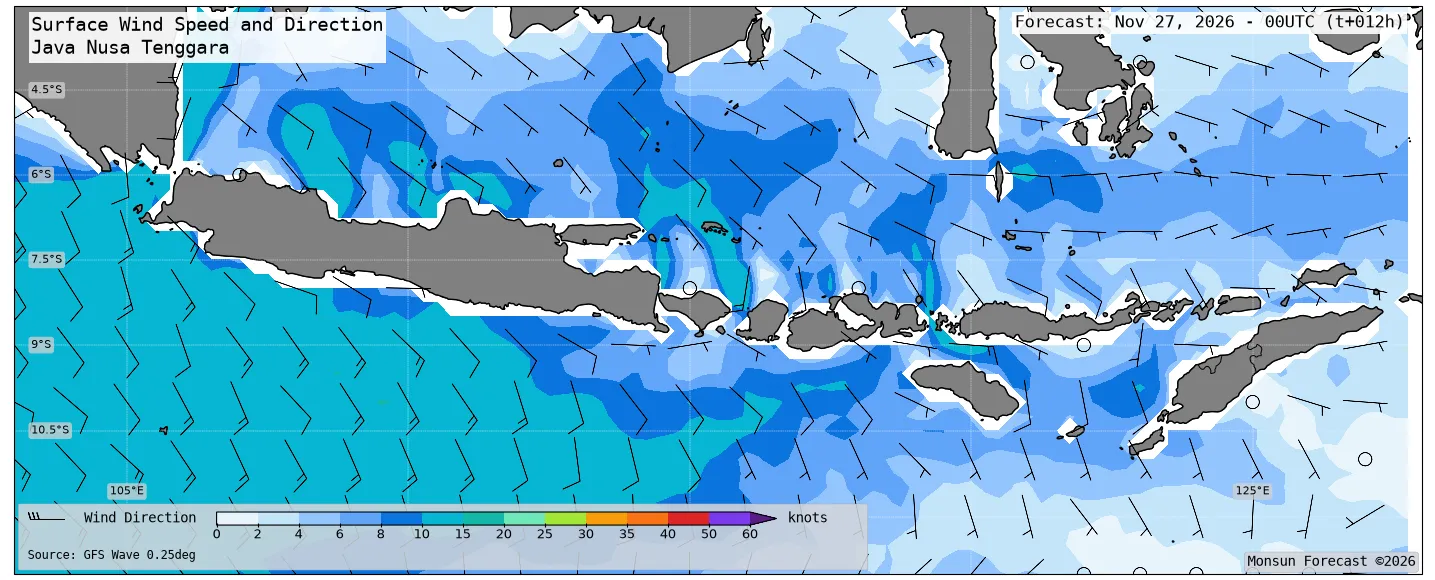 Surface Wind Speed and Direction
Java Nusa Tenggara
Forecast: Nov 27, 2026 - 00UTC (t+012h)
4.5°S
6°S
7.5°S
9°S
10.5°S
105°E
125°E
Wind Direction
0 2 4 6 8 10 15 20 25 30 35 40 50 60
knots
Source: GFS Wave 0.25deg
Monsun Forecast ©2026